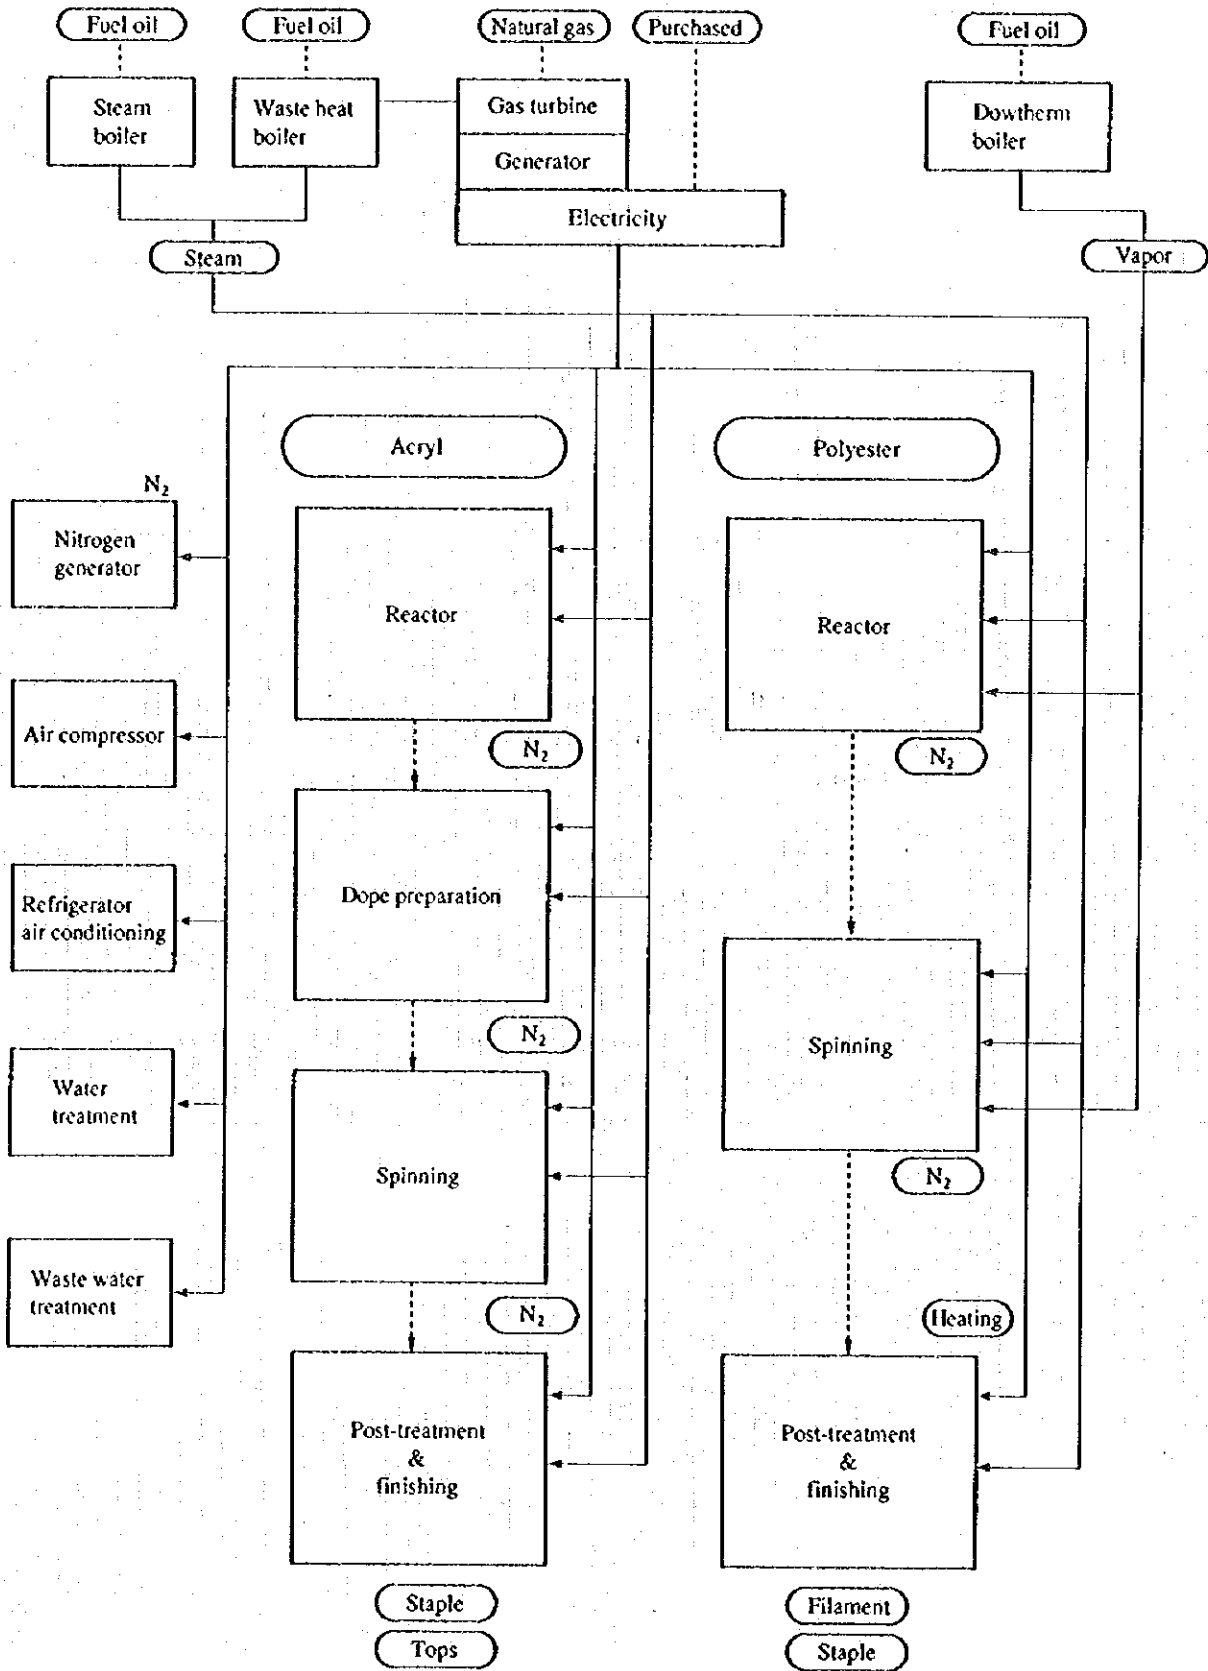 Fuel oil
Fuel oil
Natural gas
Purchased
Fuel oil
Steam
boiler
Waste heat
boiler
Gas turbine
Generator
Electricity
Dowtherm
boiler
Steam
Vapor
Acryl
Polyester
N₂
Nitrogen
generator
Reactor
Reactor
Air compressor
N₂
N₂
Refrigerator
air conditioning
Dope preparation
N₂
Water
treatment
Spinning
Spinning
N₂
Waste water
treatment
N₂
Heating
Post-treatment
&
finishing
Post-treatment
&
finishing
Staple
Tops
Filament
Staple